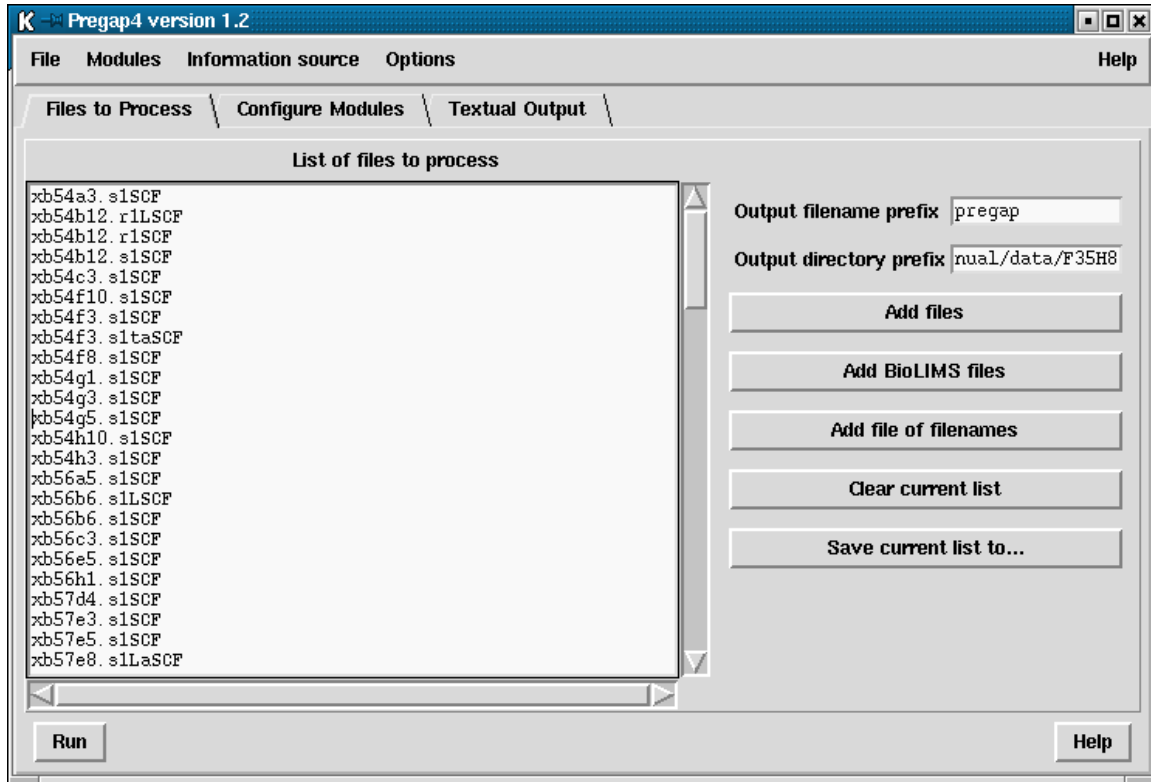 Pregap4 version 1.2
File Modules Information source Options Help
Files to Process Configure Modules Textual Output
List of files to process
xb54a3.s1SCF
xb54b12.r1LSCF
xb54b12.r1SCF
xb54b12.s1SCF
xb54c3.s1SCF
xb54f10.s1SCF
xb54f3.s1SCF
xb54f3.s1taSCF
xb54f8.s1SCF
xb54g1.s1SCF
xb54g3.s1SCF
xb54g5.s1SCF
xb54h10.s1SCF
xb54h3.s1SCF
xb56a5.s1SCF
xb56b6.s1LSCF
xb56b6.s1SCF
xb56c3.s1SCF
xb56e5.s1SCF
xb56h1.s1SCF
xb57d4.s1SCF
xb57e3.s1SCF
xb57e5.s1SCF
xb57e8.s1LaSCF
Output filename prefix pregap
Output directory prefix nual/data/F35H8
Add files
Add BioLIMS files
Add file of filenames
Clear current list
Save current list to...
Run Help